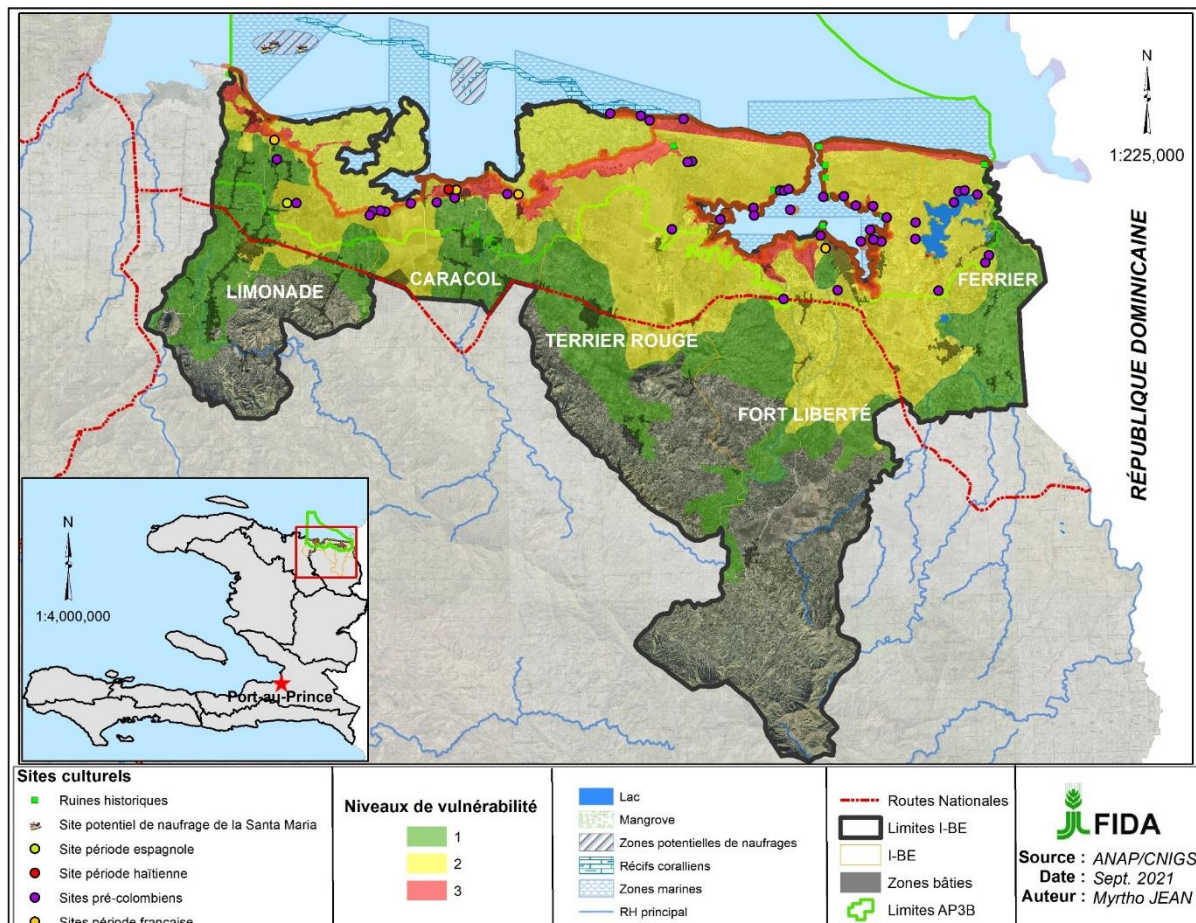 N
1:225,000
RÉPUBLIQUE DOMINICAINE
LIMONADE
CARACOL
FERRIER
TERRIER ROUGE
FORT LIBERTÉ
N
1:4,000,000
Port-au-Prince
Sites culturels
Ruines historiques
Site potentiel de naufrage de la Santa Maria
Site période espagnole
Site période haïtienne
Sites pré-colombiens
Sites période française
Niveaux de vulnérabilité
1
2
3
Lac
Mangrove
Zones potentielles de naufrages
Récifs coralliens
Zones marines
RH principal
Routes Nationales
Limites I-BE
I-BE
Zones bâties
Limites AP3B
FIDA
Source : ANAP/CNIGS
Date : Sept. 2021
Auteur : Myrtho JEAN